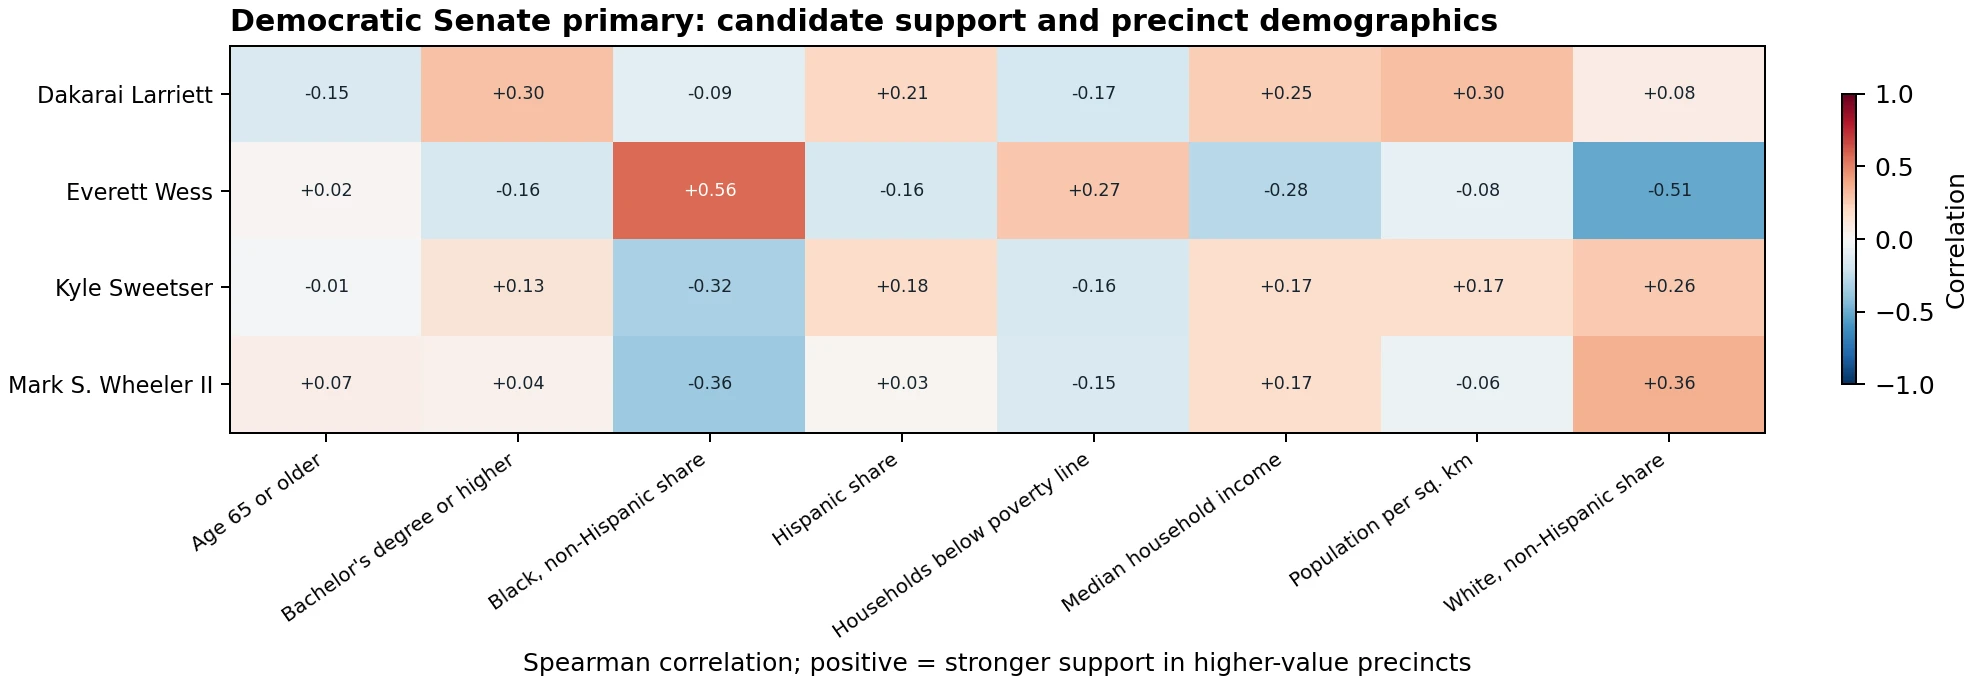 Democratic Senate primary: candidate support and precinct demographics
Dakarai Larriett -0.15 +0.30 -0.09 +0.21 -0.17 +0.25 +0.30 +0.08
Everett Wess +0.02 -0.16 +0.56 -0.16 +0.27 -0.28 -0.08 -0.51
Kyle Sweetser -0.01 +0.13 -0.32 +0.18 -0.16 +0.17 +0.17 +0.26
Mark S. Wheeler II +0.07 +0.04 -0.36 +0.03 -0.15 +0.17 -0.06 +0.36
Age 65 or older
Bachelor's degree or higher
Black, non-Hispanic share
Hispanic share
Households below poverty line
Median household income
Population per sq. km
White, non-Hispanic share
Spearman correlation; positive = stronger support in higher-value precincts
1.0
0.5
0.0
−0.5
−1.0
Correlation